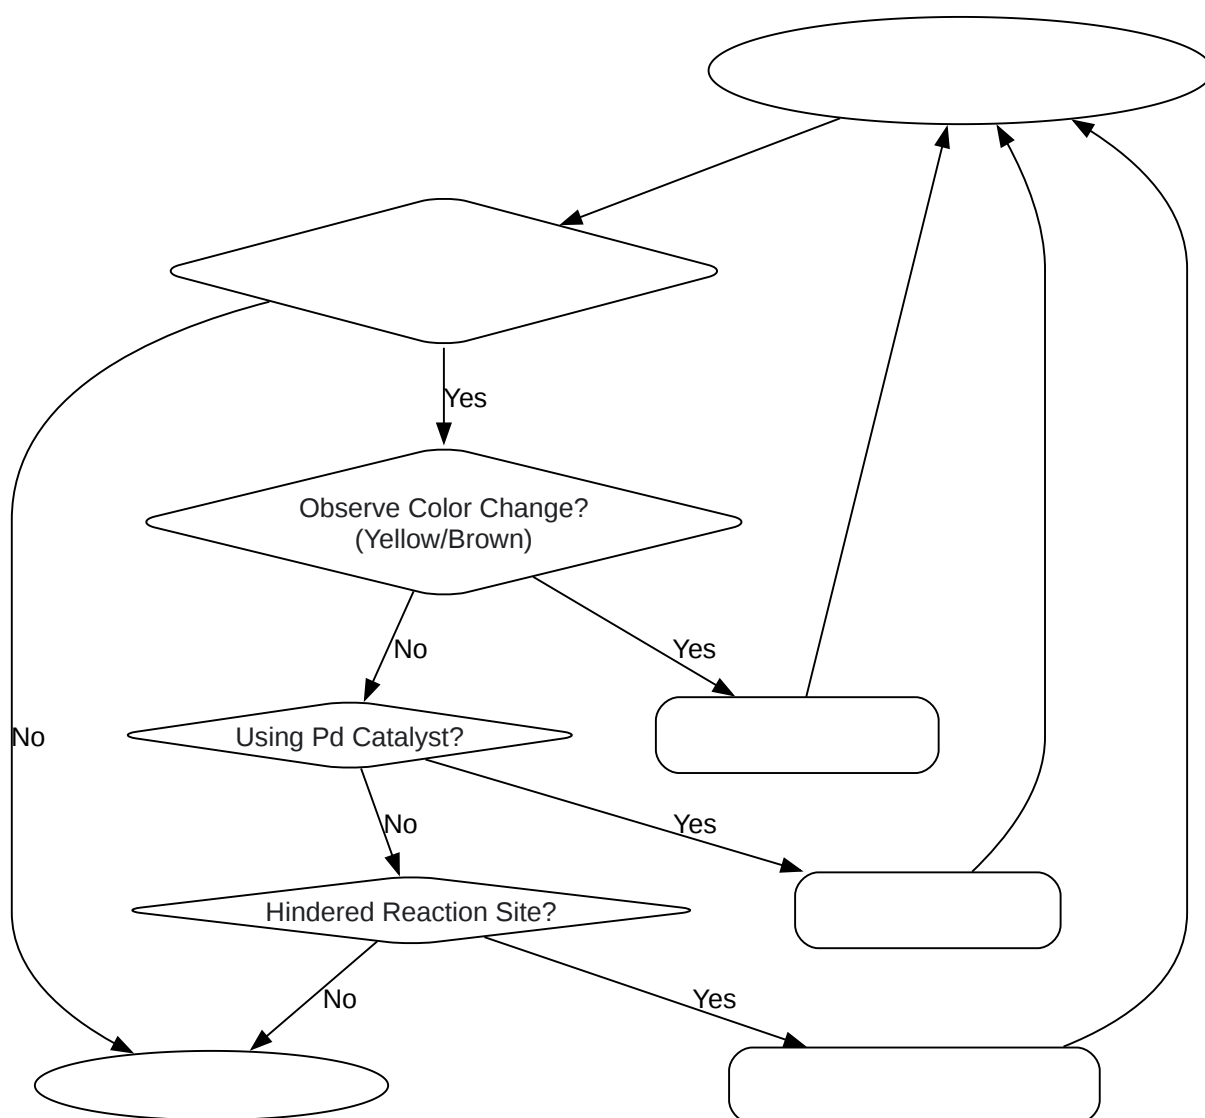 Yes
Observe Color Change?
(Yellow/Brown)
No
Yes
No
Using Pd Catalyst?
No
Yes
Hindered Reaction Site?
No
Yes